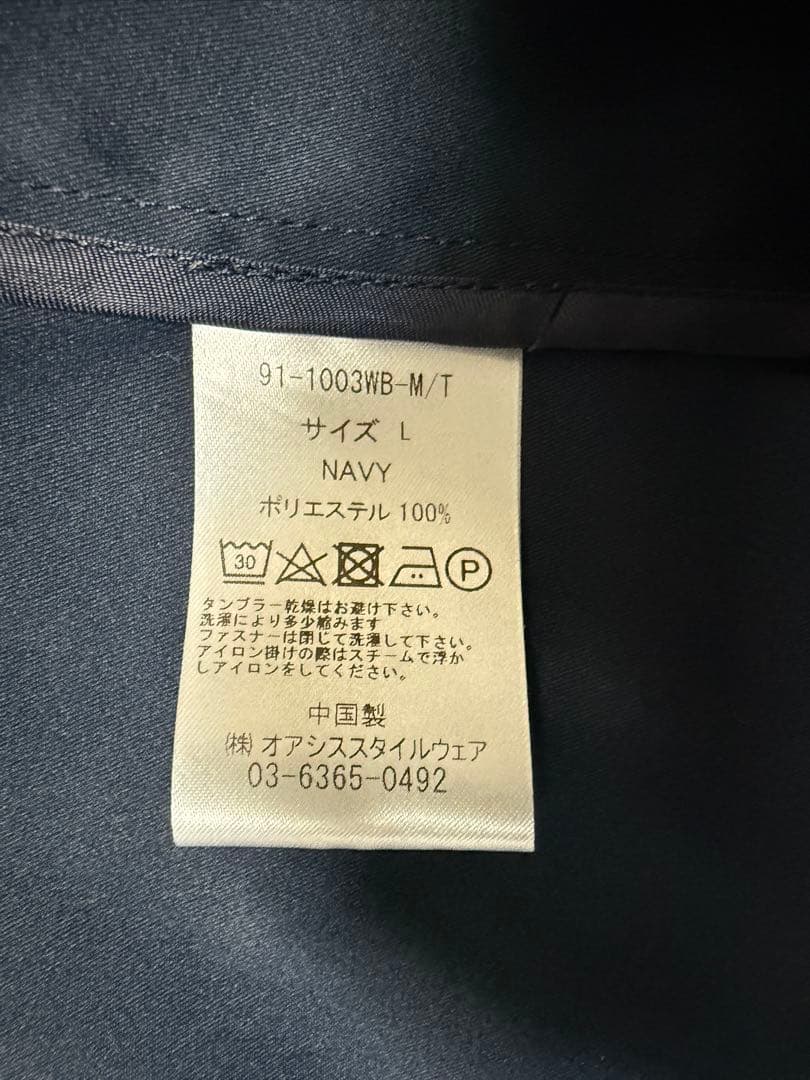 91-1003WB-M/T
サイズ L
NAVY
ポリエステル 100%
30 P
タンブラー乾燥はお避け下さい。
洗濯により多少縮みます
ファスナーは閉じて洗濯して下さい。
アイロン掛けの際はスチームで浮か
しアイロンをしてください。
中国製
(株)オアシススタイルウェア
03-6365-0492